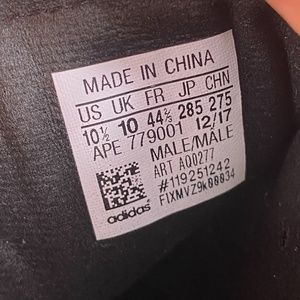 MADE IN CHINA
US UK FR JP CHN
10½ 10 44⅔ 285 275
APE 779001 12/17
MALE/MALE
ART AQ0277
#119251242
F1XMVZ9K00034
adidas